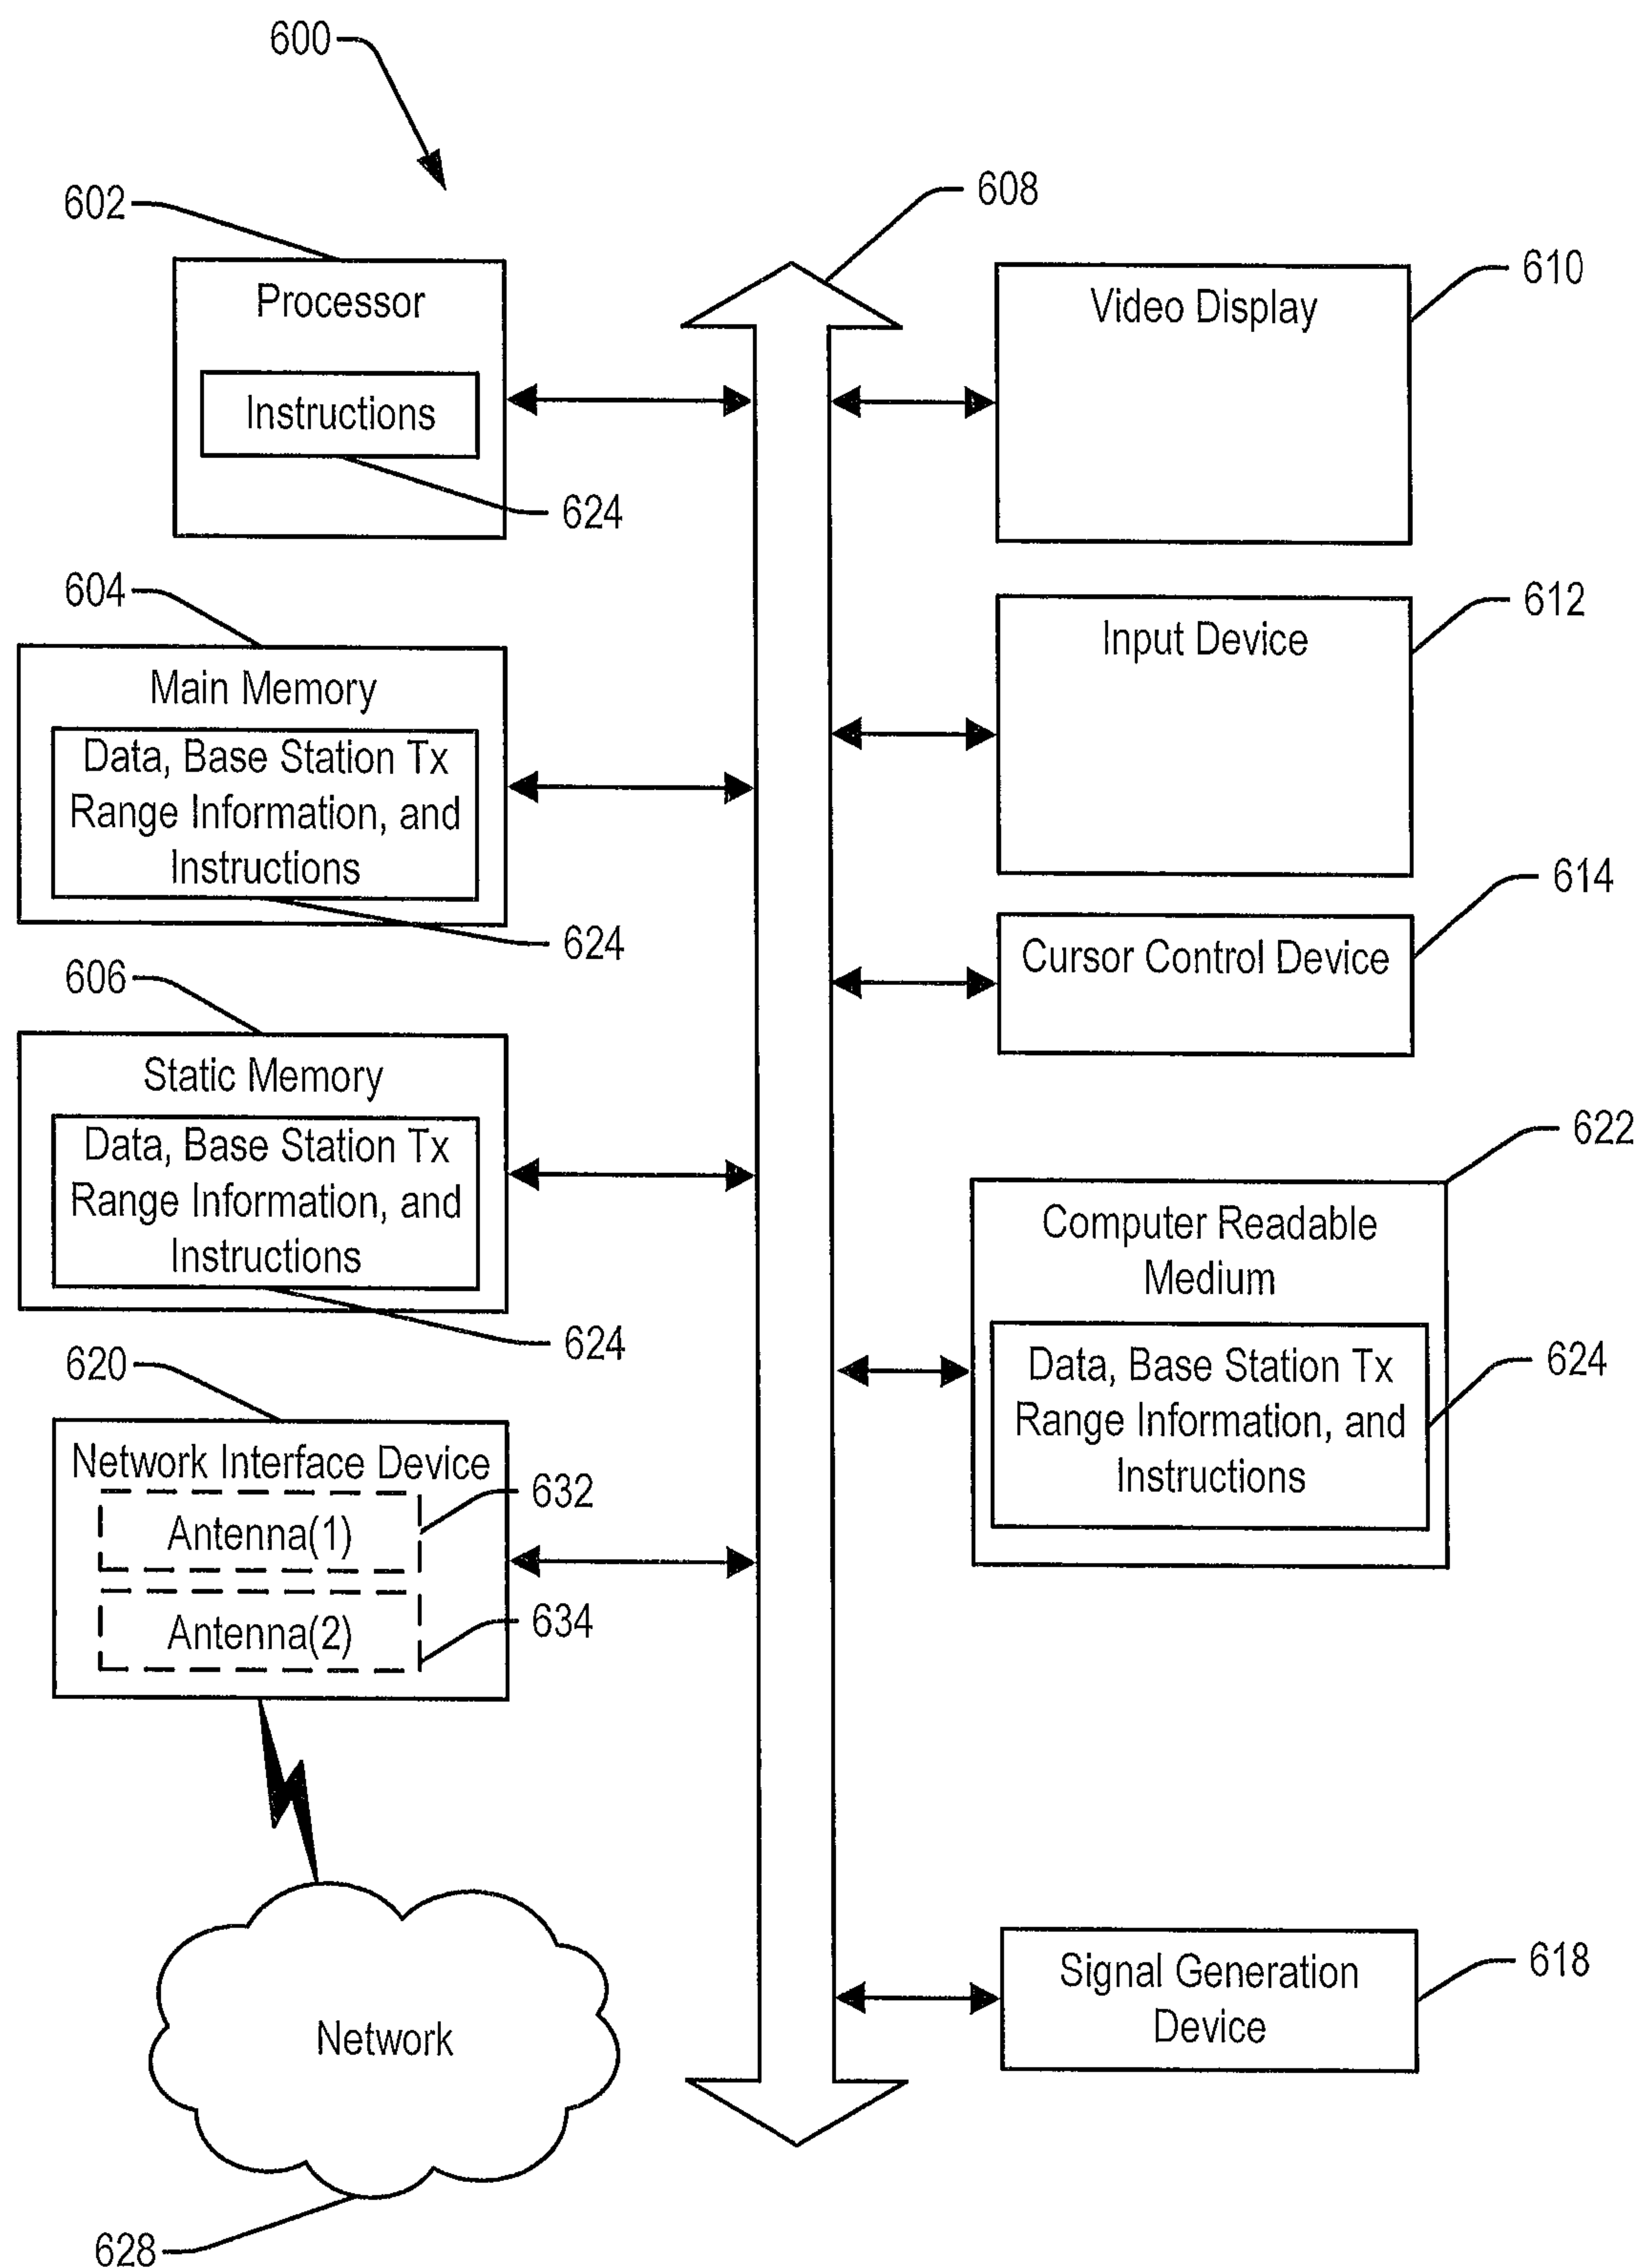 600
602
608
610
Processor
Video Display
Instructions
624
604
612
Main Memory
Input Device
Data, Base Station Tx
Range Information, and
Instructions
624
614
Cursor Control Device
606
Static Memory
Data, Base Station Tx
Range Information, and
Instructions
624
622
Computer Readable
Medium
Data, Base Station Tx
Range Information, and
Instructions
624
620
Network Interface Device
632
Antenna(1)
634
Antenna(2)
618
Signal Generation
Device
Network
628